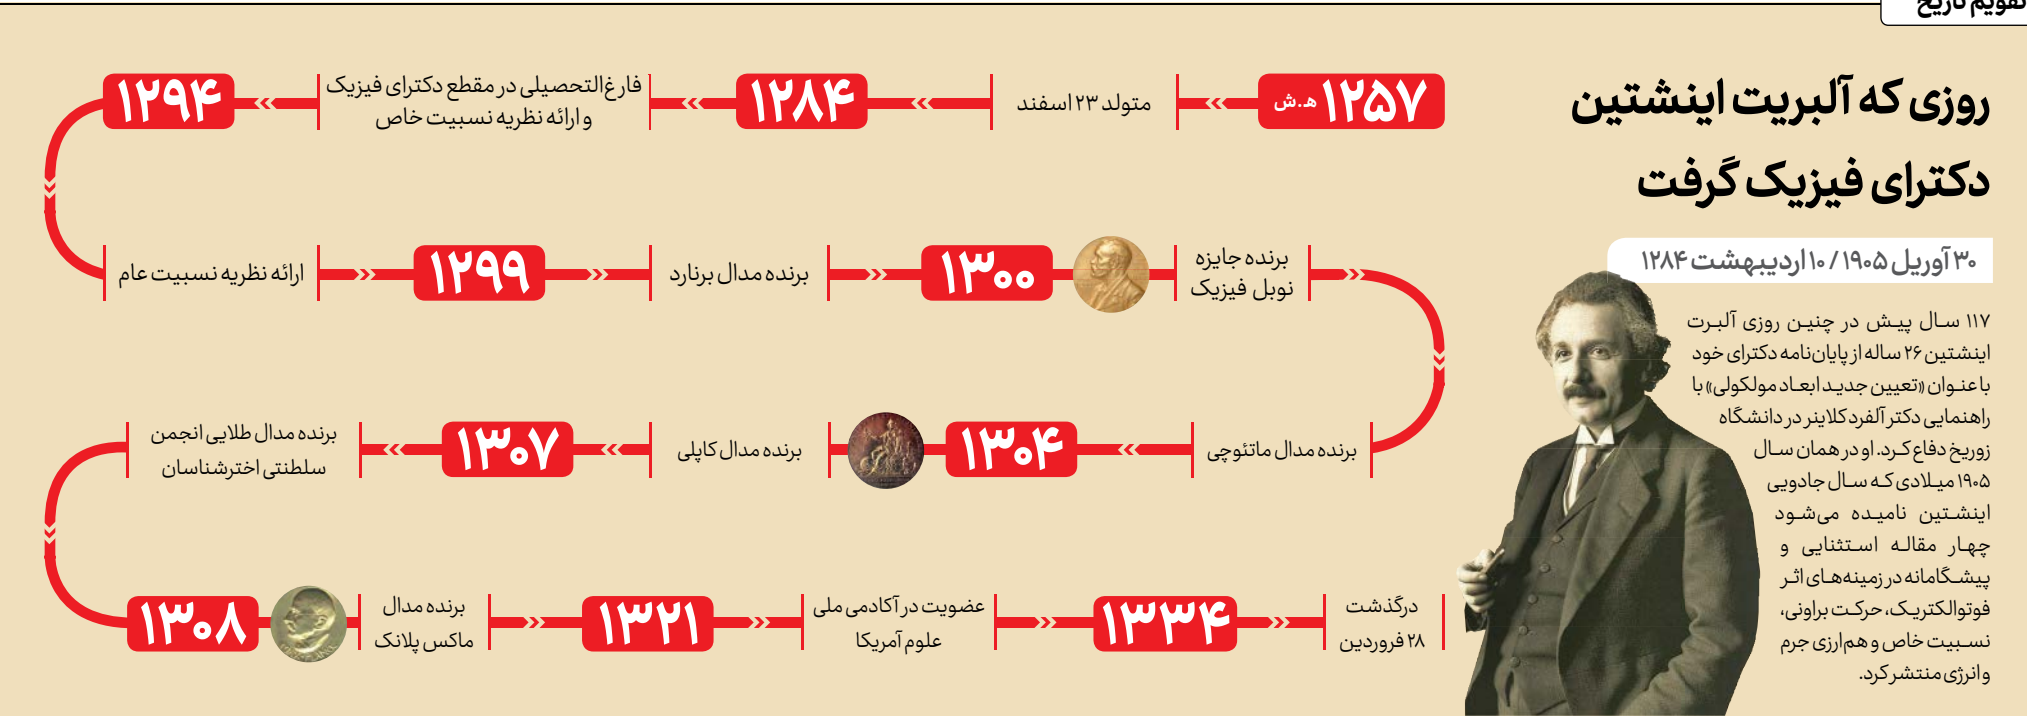 تقویم تاریخ
روزی که آلبریت اینشتین
دکترای فیزیک گرفت
۳۰ آوریل ۱۹۰۵ / ۱۰ اردیبهشت ۱۲۸۴
۱۱۷ سال پیش در چنین روزی آلبرت
اینشتین ۲۶ ساله از پایان‌نامه دکترای خود
با عنوان «تعیین جدید ابعاد مولکولی» با
راهنمایی دکتر آلفرد کلاینر در دانشگاه
زوریخ دفاع کرد. او در همان سال
۱۹۰۵ میلادی که سال جادویی
اینشتین نامیده می‌شود
چهار مقاله استثنایی و
پیشگامانه در زمینه‌های اثر
فوتوالکتریک، حرکت براونی،
نسبیت خاص و هم‌ارزی جرم
و انرژی منتشر کرد.
۱۲۵۷ ه.ش
متولد ۲۳ اسفند
۱۲۸۴
فارغ‌التحصیلی در مقطع دکترای فیزیک
و ارائه نظریه نسبیت خاص
۱۲۹۴
ارائه نظریه نسبیت عام
۱۲۹۹
برنده مدال برنارد
۱۳۰۰
برنده جایزه
نوبل فیزیک
برنده مدال ماتئوچی
۱۳۰۴
برنده مدال کاپلی
۱۳۰۷
برنده مدال طلایی انجمن
سلطنتی اخترشناسان
۱۳۰۸
برنده مدال
ماکس پلانک
۱۳۲۱
عضویت در آکادمی ملی
علوم آمریکا
۱۳۳۴
درگذشت
۲۸ فروردین